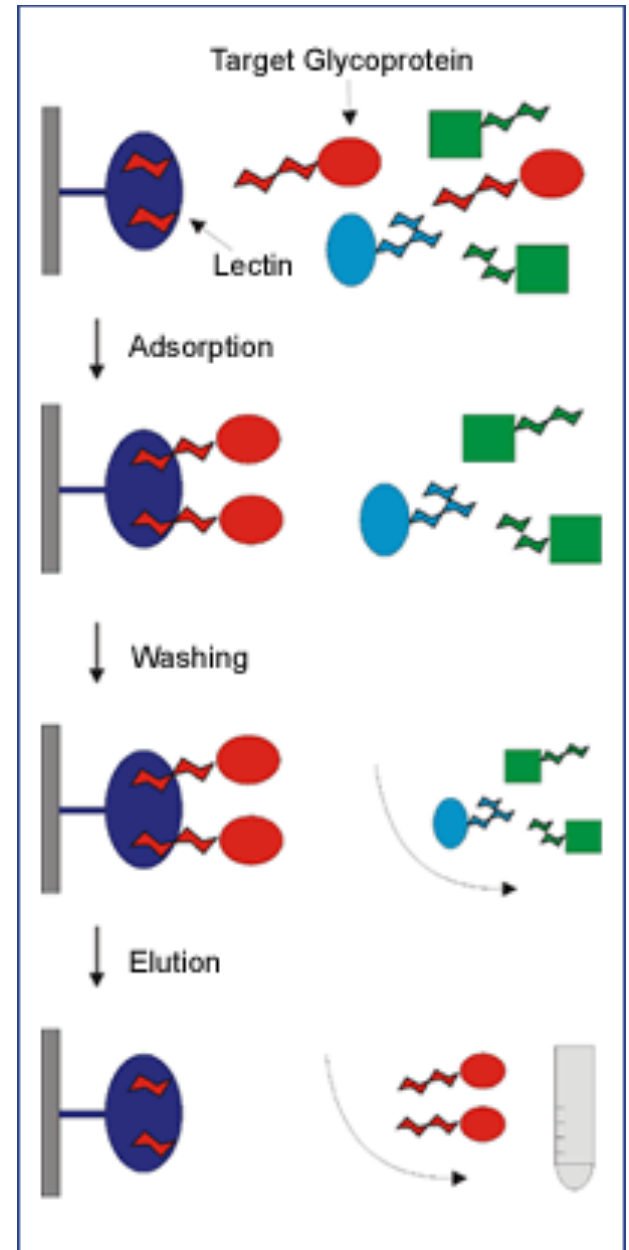 Target Glycoprotein
Lectin
Adsorption
Washing
Elution